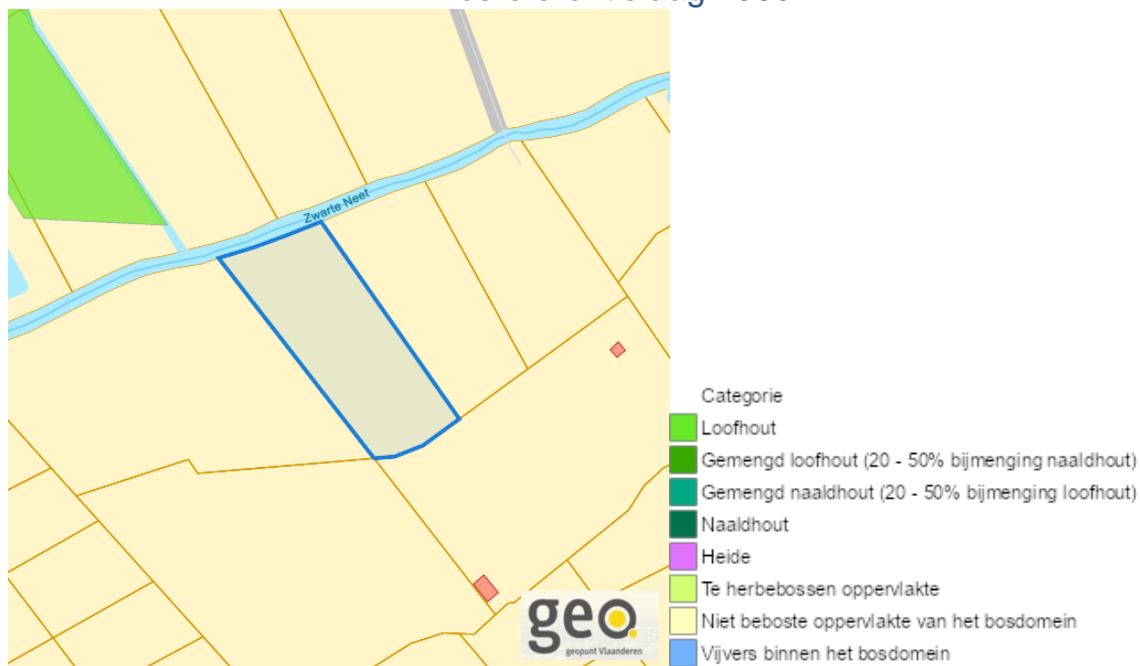 Zwarte Neet
Categorie
Loofhout
Gemengd loofhout (20 - 50% bijmenging naaldhout)
Gemengd naaldhout (20 - 50% bijmenging loofhout)
Naaldhout
Heide
Te herbebossen oppervlakte
Niet beboste oppervlakte van het bosdomein
Vijvers binnen het bosdomein
geo.
geopunt Vlaanderen